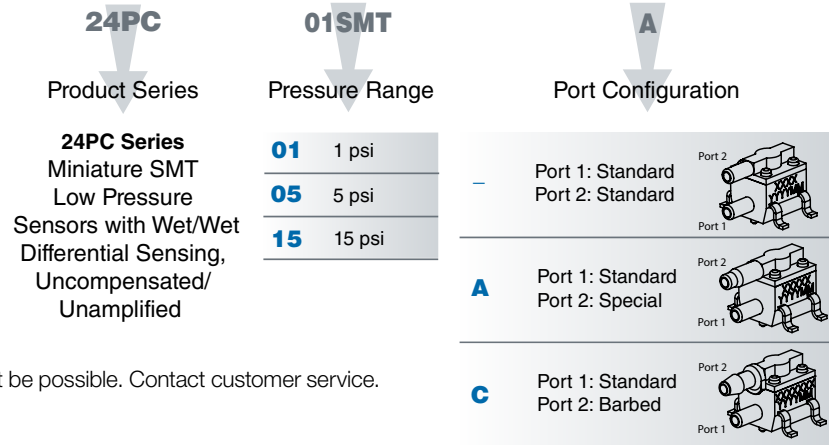 24PC
01SMT
A
Product Series
Pressure Range
Port Configuration
24PC Series
Miniature SMT
Low Pressure
Sensors with Wet/Wet
Differential Sensing,
Uncompensated/
Unamplified
01 1 psi
05 5 psi
15 15 psi
– Port 1: Standard
Port 2: Standard
Port 2
XXXX
YYYYMM
Port 1
A Port 1: Standard
Port 2: Special
Port 2
Port 1
C Port 1: Standard
Port 2: Barbed
Port 2
Port 1
be possible. Contact customer service.